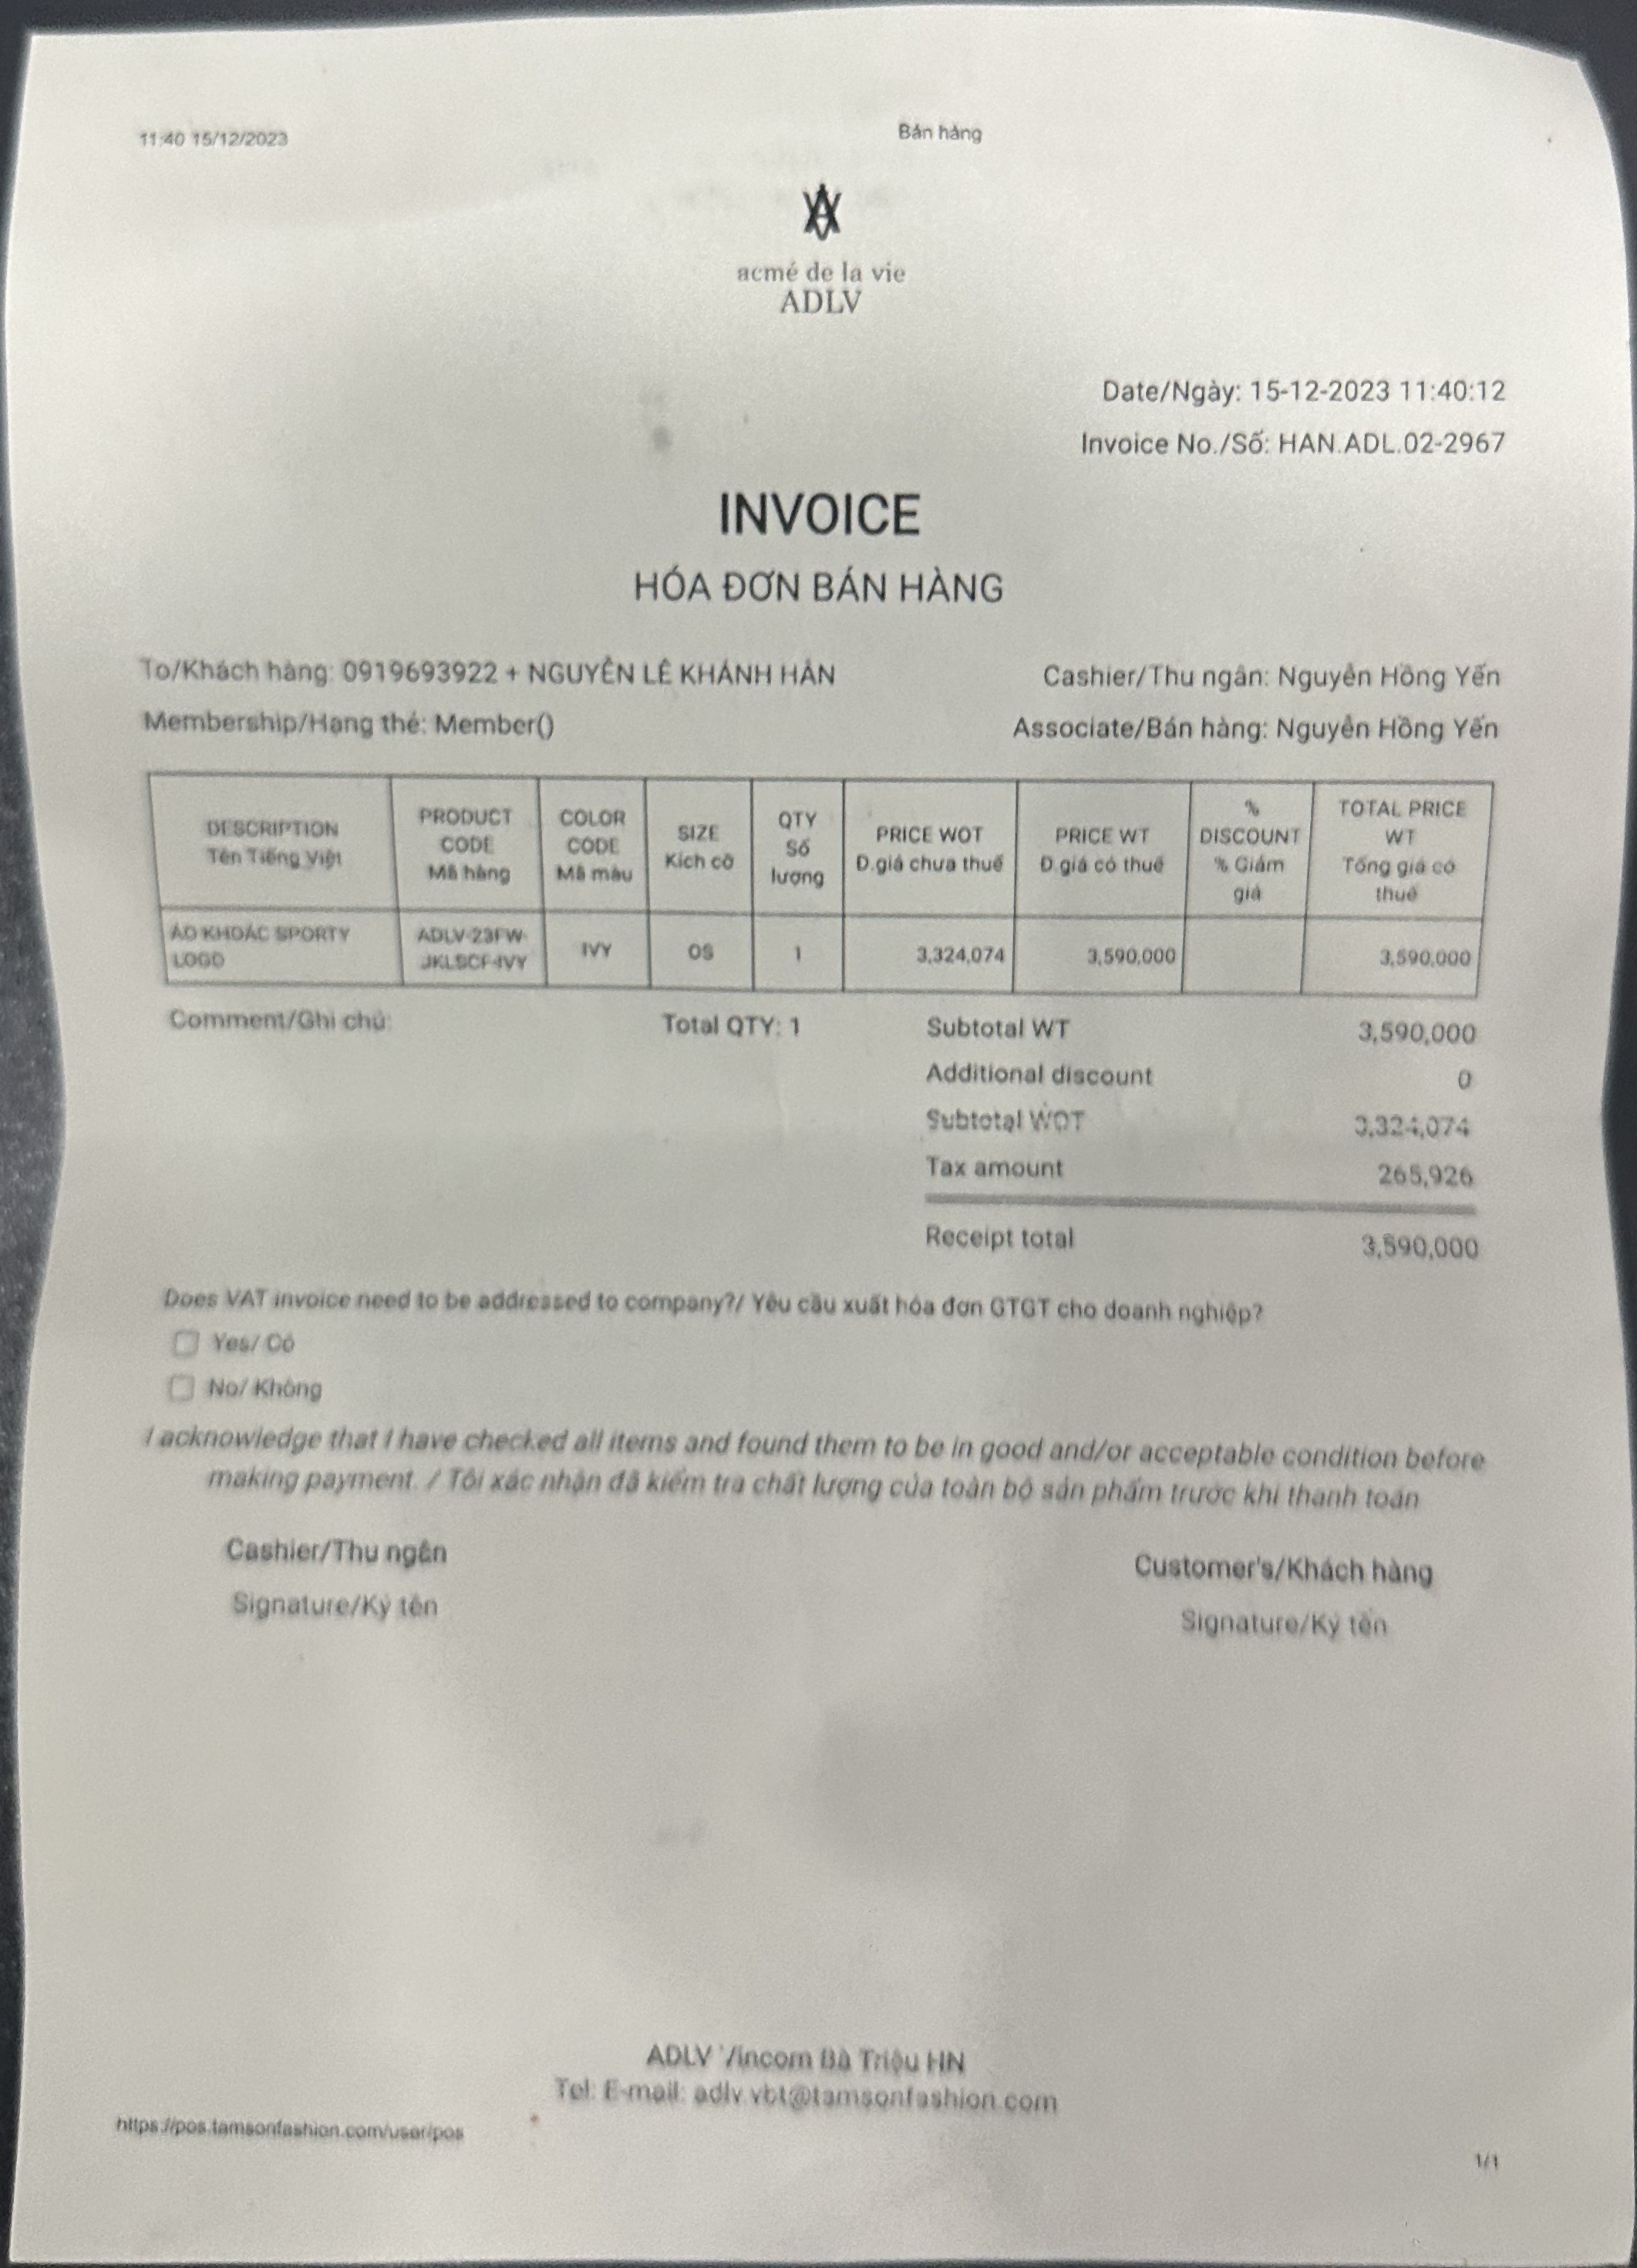 11:40 15/12/2023
Bán hàng
acmé de la vie
ADLV
Date/Ngày: 15-12-2023 11:40:12
Invoice No./Số: HAN.ADL.02-2967
INVOICE
HÓA ĐƠN BÁN HÀNG
To/Khách hàng: 0919693922 + NGUYỄN LÊ KHÁNH HÂN
Cashier/Thu ngân: Nguyễn Hồng Yến
Membership/Hạng thẻ: Member()
Associate/Bán hàng: Nguyễn Hồng Yến
DESCRIPTION
Tên Tiếng Việt
PRODUCT
CODE
Mã hàng
COLOR
CODE
Mã màu
SIZE
Kích cỡ
QTY
Số
lượng
PRICE WOT
Đ.giá chưa thuế
PRICE WT
Đ.giá có thuế
%
DISCOUNT
% Giảm
giá
TOTAL PRICE
WT
Tổng giá có
thuế
ÁO KHOÁC SPORTY
LOGO
ADLV-23FW-
IVY
OS
1
3,324,074
3,590,000
3,590,000
Comment/Ghi chú:
Total QTY: 1
Subtotal WT 3,590,000
Additional discount 0
Subtotal WOT 3,324,074
Tax amount 265,926
Receipt total 3,590,000
Does VAT invoice need to be addressed to company?/ Yêu cầu xuất hóa đơn GTGT cho doanh nghiệp?
Yes/ Có
No/ Không
I acknowledge that I have checked all items and found them to be in good and/or acceptable condition before
making payment. / Tôi xác nhận đã kiểm tra chất lượng của toàn bộ sản phẩm trước khi thanh toán
Cashier/Thu ngân
Signature/Ký tên
Customer's/Khách hàng
Signature/Ký tên
ADLV Vincom Bà Triệu HN
Tel: E-mail: adlv.vbt@tamsonfashion.com
https://pos.tamsonfashion.com/user/pos
1/1